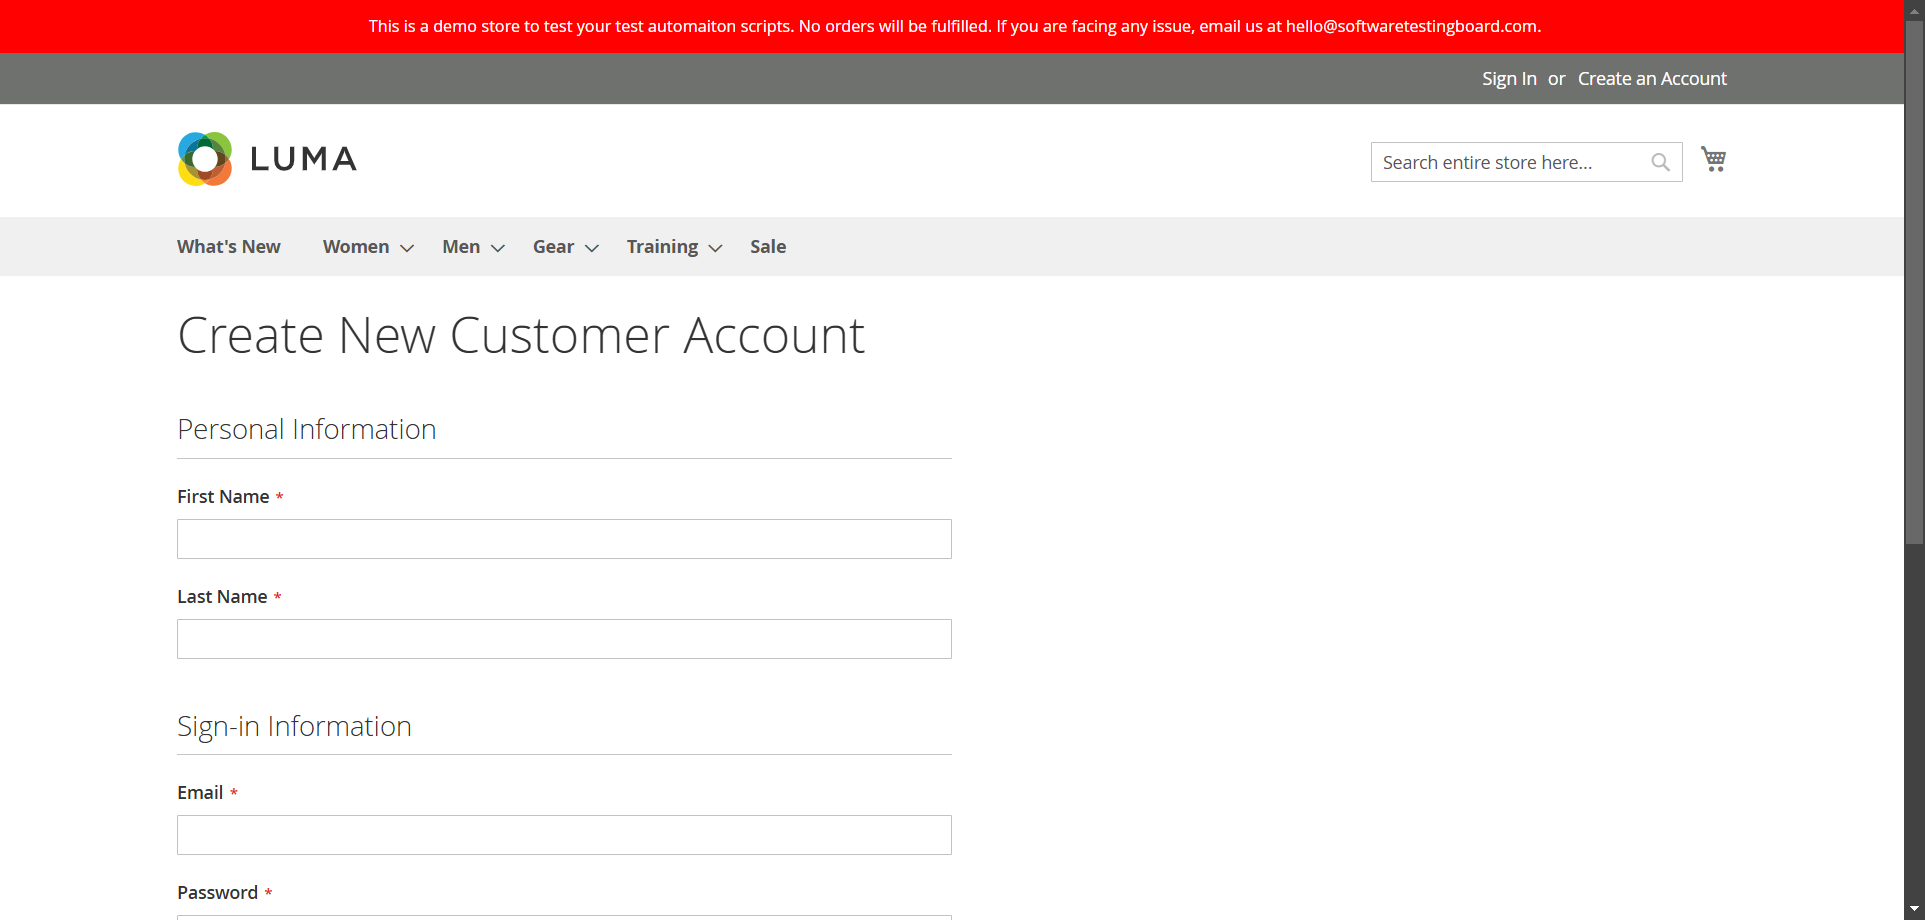 This is a demo store to test your test automaiton scripts. No orders will be fulfilled. If you are facing any issue, email us at hello@softwaretestingboard.com.
Sign In or Create an Account
LUMA
Search entire store here...
What's New Women Men Gear Training Sale
Create New Customer Account
Personal Information
First Name *
Last Name *
Sign-in Information
Email *
Password *